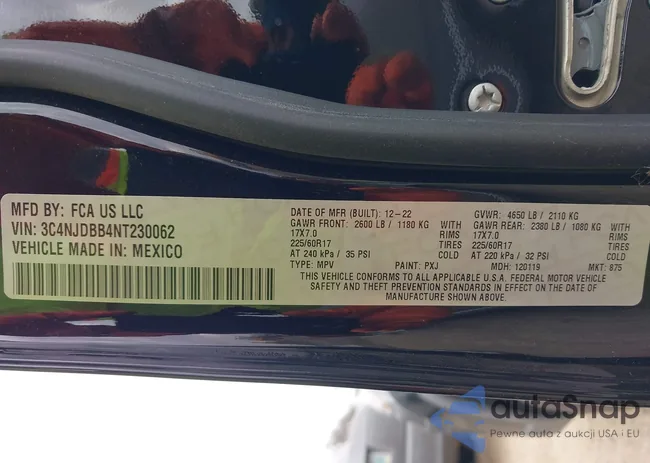 MFD BY: FCA US LLC
VIN: 3C4NJDBB4NT230062
VEHICLE MADE IN: MEXICO
DATE OF MFR (BUILT): 12-22 GVWR: 4650 LB / 2110 KG
GAWR FRONT: 2600 LB / 1180 KG WITH GAWR REAR: 2380 LB / 1080 KG WITH
17X7.0 RIMS 17X7.0 RIMS
225/60R17 TIRES 225/60R17 TIRES
AT 240 kPa / 35 PSI COLD AT 220 kPa / 32 PSI COLD
TYPE: MPV PAINT: PXJ MDH: 120119 MKT: 875
THIS VEHICLE CONFORMS TO ALL APPLICABLE U.S.A. FEDERAL MOTOR VEHICLE
SAFETY AND THEFT PREVENTION STANDARDS IN EFFECT ON THE DATE OF
MANUFACTURE SHOWN ABOVE.
autoSnap
Pewne auta z aukcji USA i EU